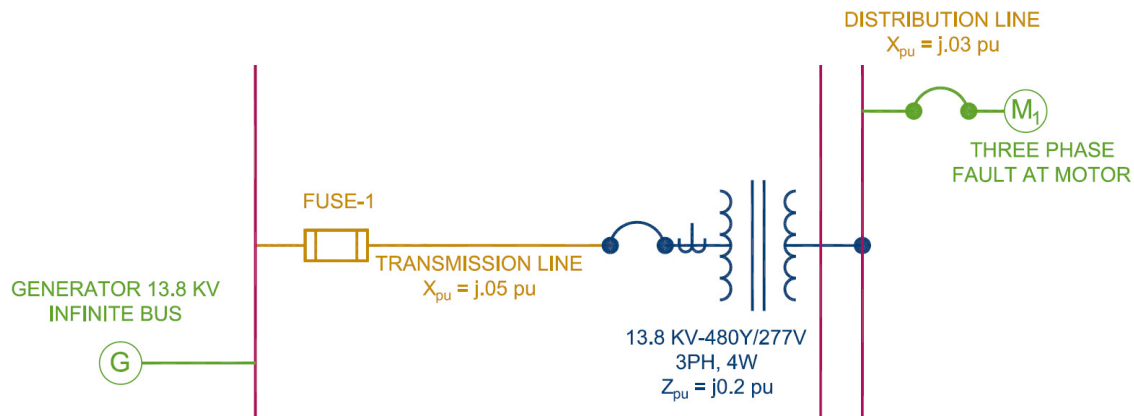 DISTRIBUTION LINE
Xpu = j.03 pu
M1
THREE PHASE
FAULT AT MOTOR
FUSE-1
TRANSMISSION LINE
Xpu = j.05 pu
GENERATOR 13.8 KV
INFINITE BUS
G
13.8 KV-480Y/277V
3PH, 4W
Zpu = j0.2 pu